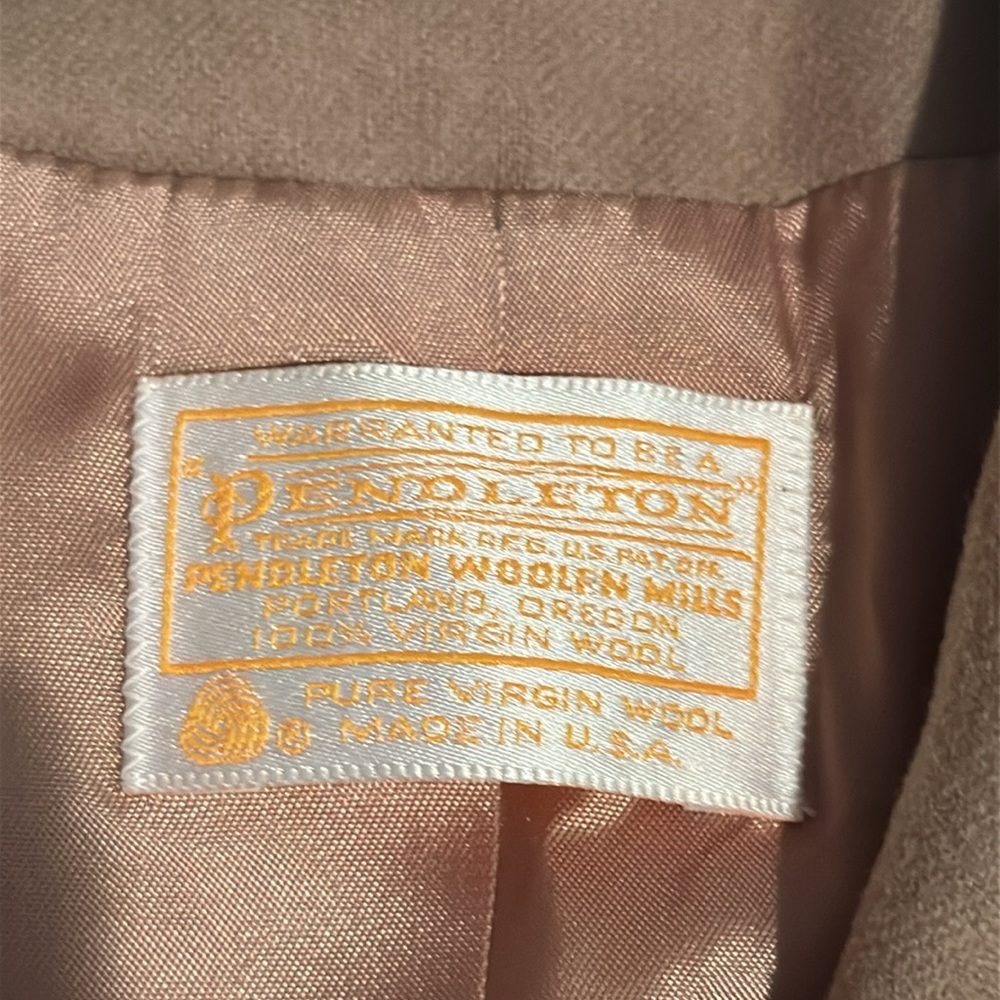 WARRANTED TO BE A
"PENDLETON"
TRADE MARK REG. U.S. PAT. OFF.
PENDLETON WOOLEN MILLS
PORTLAND, OREGON
100% VIRGIN WOOL
PURE VIRGIN WOOL
® MADE IN U.S.A.